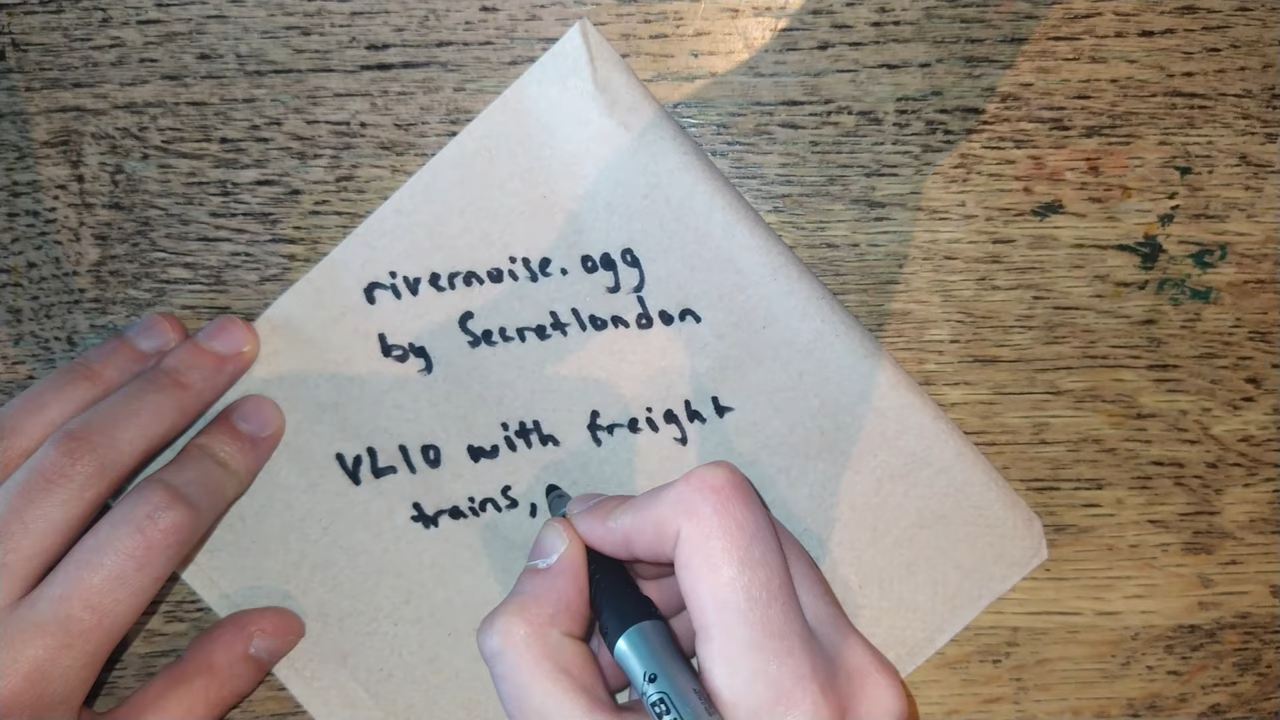 rivernoise.ogg
by Secretlondon
VL10 with freight
trains,